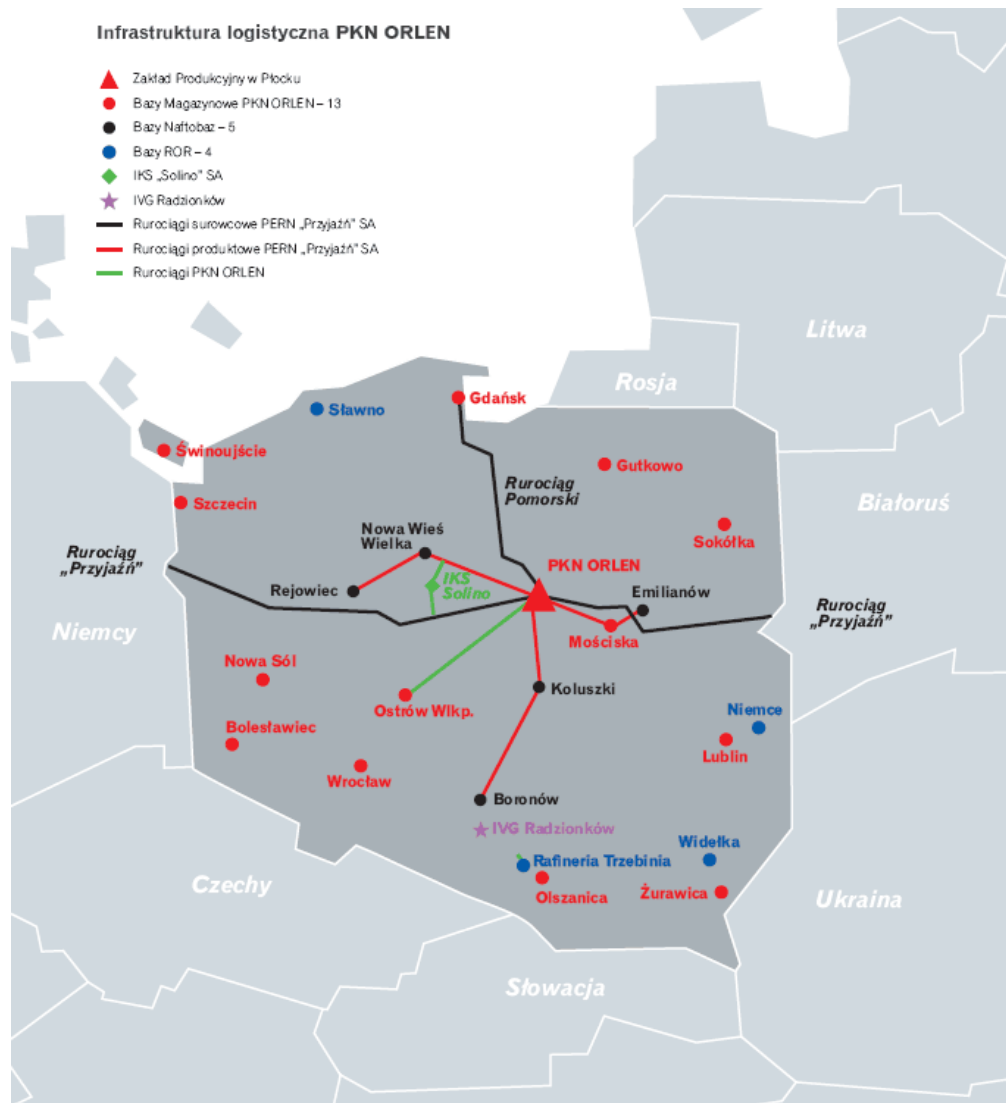 Infrastruktura logistyczna PKN ORLEN
Zakład Produkcyjny w Płocku
Bazy Magazynowe PKN ORLEN – 13
Bazy Naftobaz – 5
Bazy ROR – 4
IKS „Solino” SA
IVG Radzionków
Rurociągi surowcowe PERN „Przyjaźń” SA
Rurociągi produktowe PERN „Przyjaźń” SA
Rurociągi PKN ORLEN
Litwa
Rosja
Gdańsk
Sławno
Świnoujście
Gutkowo
Rurociąg
Pomorski
Białoruś
Szczecin
Nowa Wieś
Wielka
Sokółka
Rurociąg
„Przyjaźń”
PKN ORLEN
IKS
Solino
Rejowiec
Emilianów
Rurociąg
„Przyjaźń”
Niemcy
Mościska
Nowa Sól
Koluszki
Ostrów Wlkp.
Niemce
Bolesławiec
Lublin
Wrocław
Boronów
IVG Radzionków
Widełka
Rafineria Trzebinia
Czechy
Olszanica
Żurawica
Ukraina
Słowacja